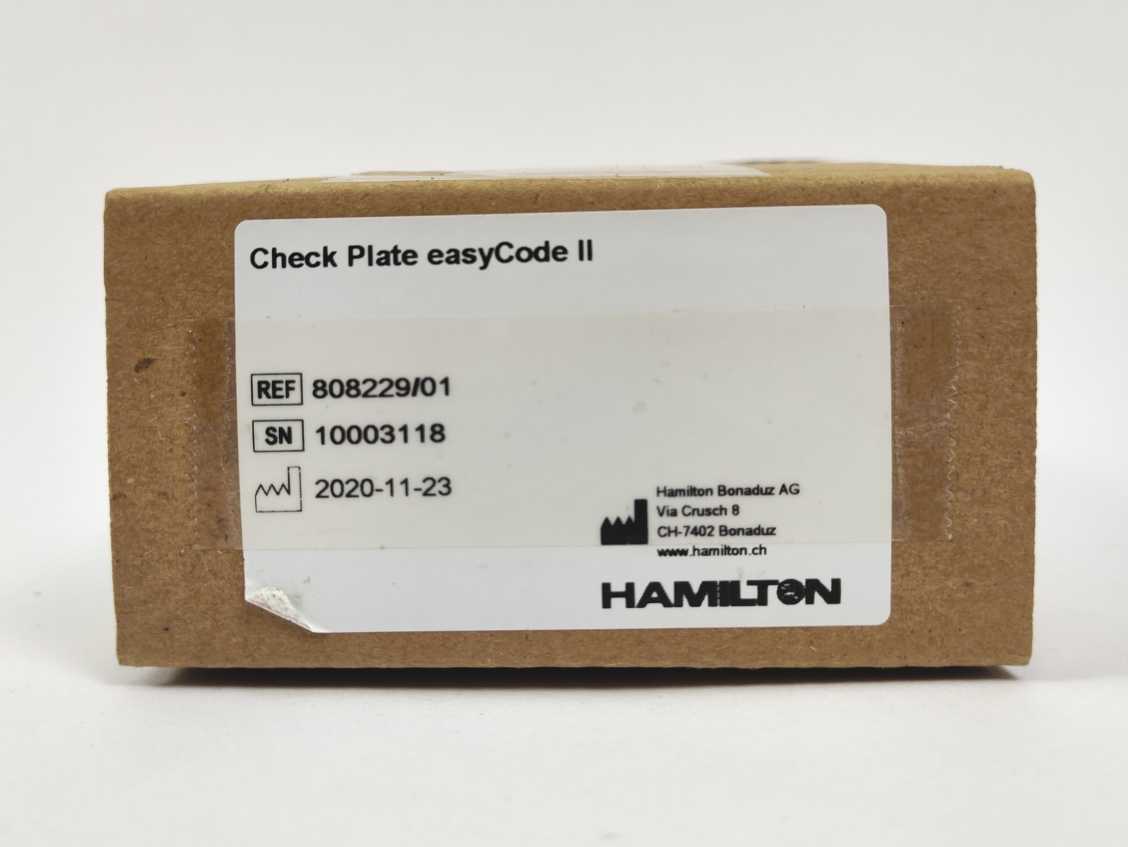 Check Plate easyCode II
REF 808229/01
SN 10003118
2020-11-23
Hamilton Bonaduz AG
Via Crusch 8
CH-7402 Bonaduz
www.hamilton.ch
HAMILTON